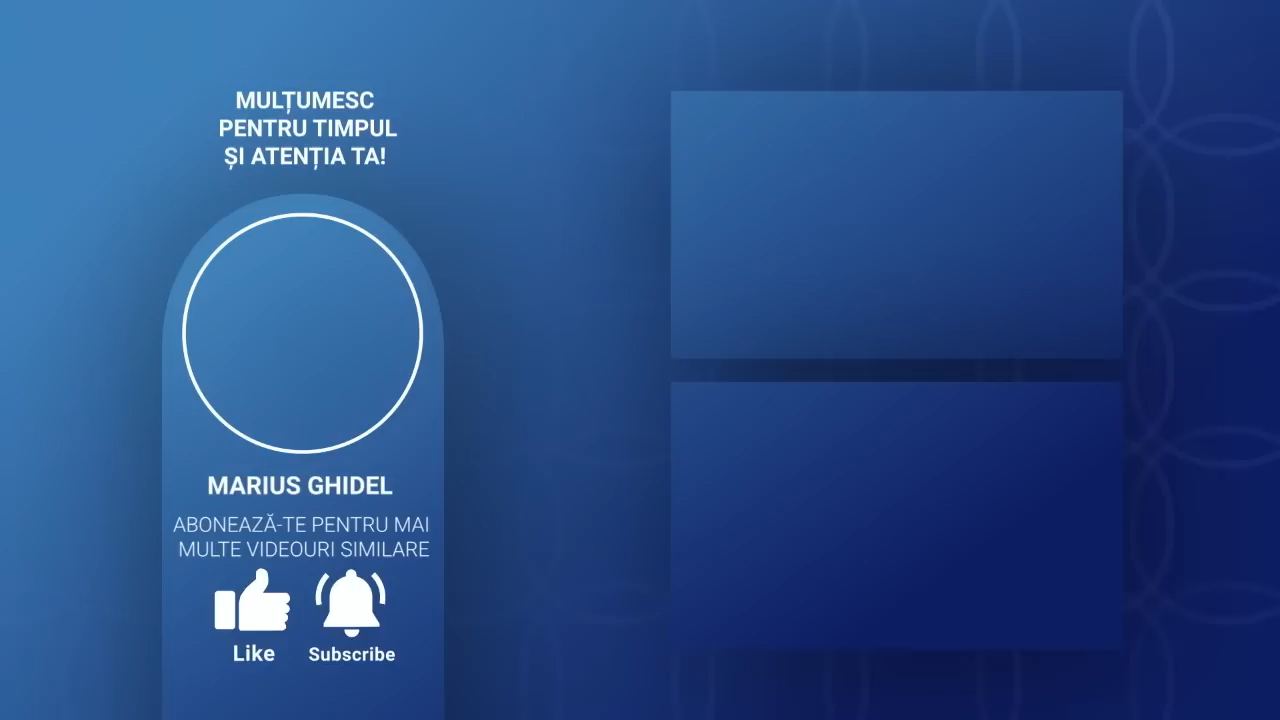 MULȚUMESC
PENTRU TIMPUL
ȘI ATENȚIA TA!
MARIUS GHIDEL
ABONEAZĂ-TE PENTRU MAI
MULTE VIDEOURI SIMILARE
Like
Subscribe